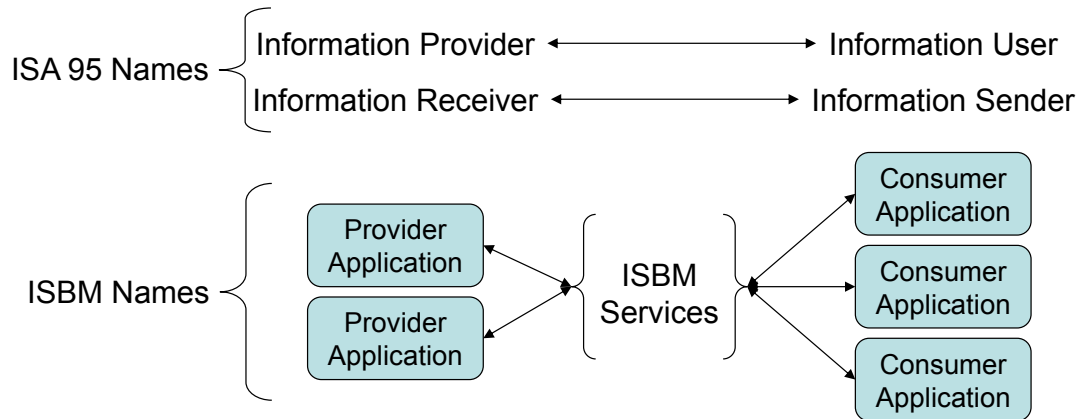 ISA 95 Names
Information Provider
Information User
Information Receiver
Information Sender
ISBM Names
Provider
Application
Provider
Application
ISBM
Services
Consumer
Application
Consumer
Application
Consumer
Application